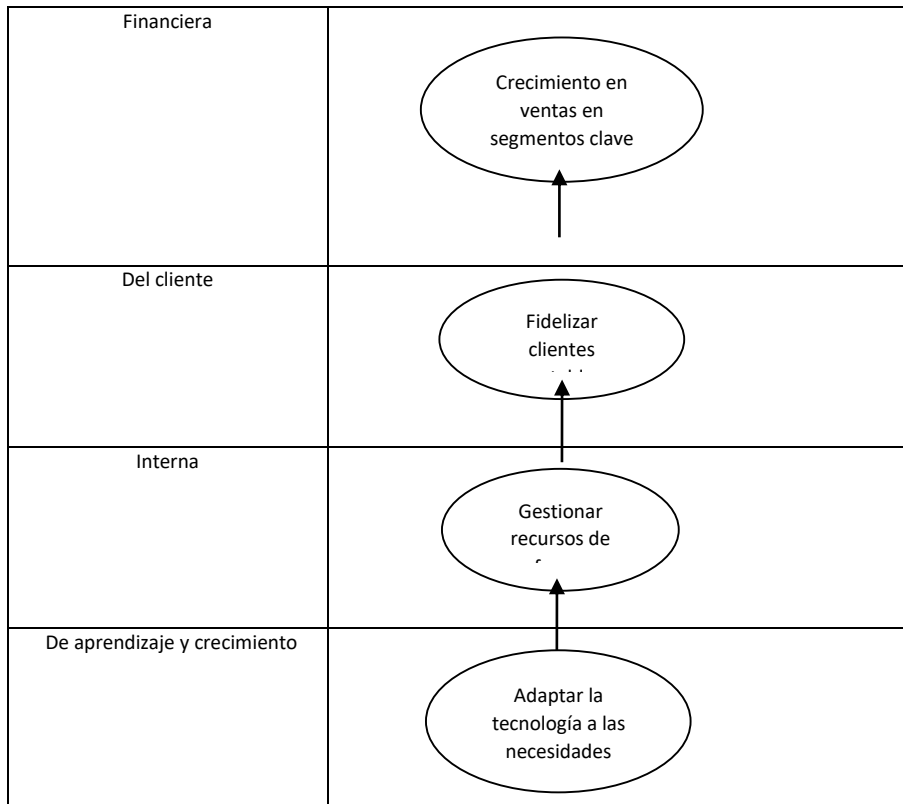 Financiera
Crecimiento en
ventas en
segmentos clave
Del cliente
Fidelizar
clientes
Interna
Gestionar
recursos de
De aprendizaje y crecimiento
Adaptar la
tecnología a las
necesidades